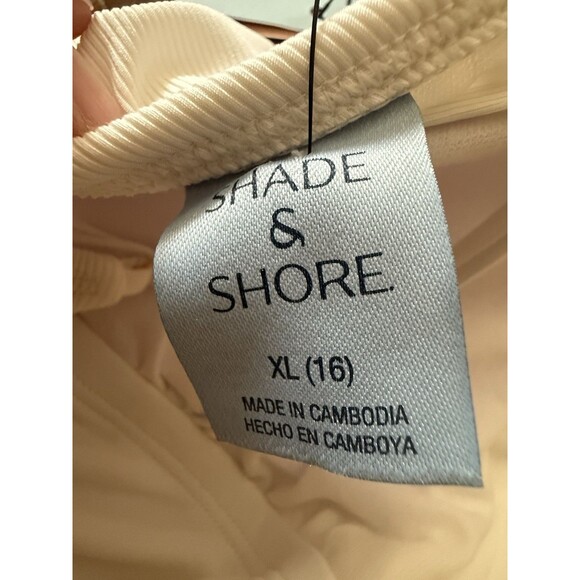 SHADE
&
SHORE.
XL (16)
MADE IN CAMBODIA
HECHO EN CAMBOYA